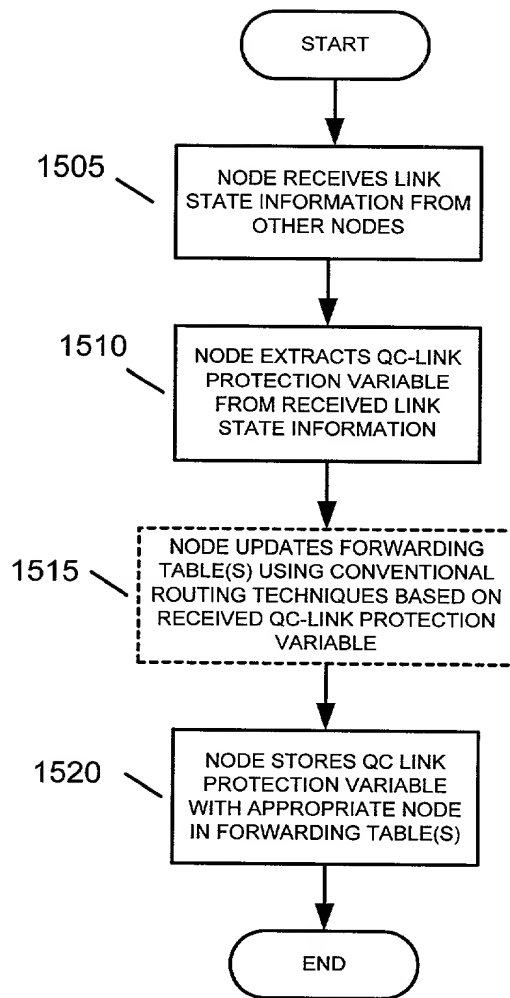 START
1505
NODE RECEIVES LINK
STATE INFORMATION FROM
OTHER NODES
1510
NODE EXTRACTS QC-LINK
PROTECTION VARIABLE
FROM RECEIVED LINK
STATE INFORMATION
1515
NODE UPDATES FORWARDING
TABLE(S) USING CONVENTIONAL
ROUTING TECHNIQUES BASED ON
RECEIVED QC-LINK PROTECTION
VARIABLE
1520
NODE STORES QC LINK
PROTECTION VARIABLE
WITH APPROPRIATE NODE
IN FORWARDING TABLE(S)
END